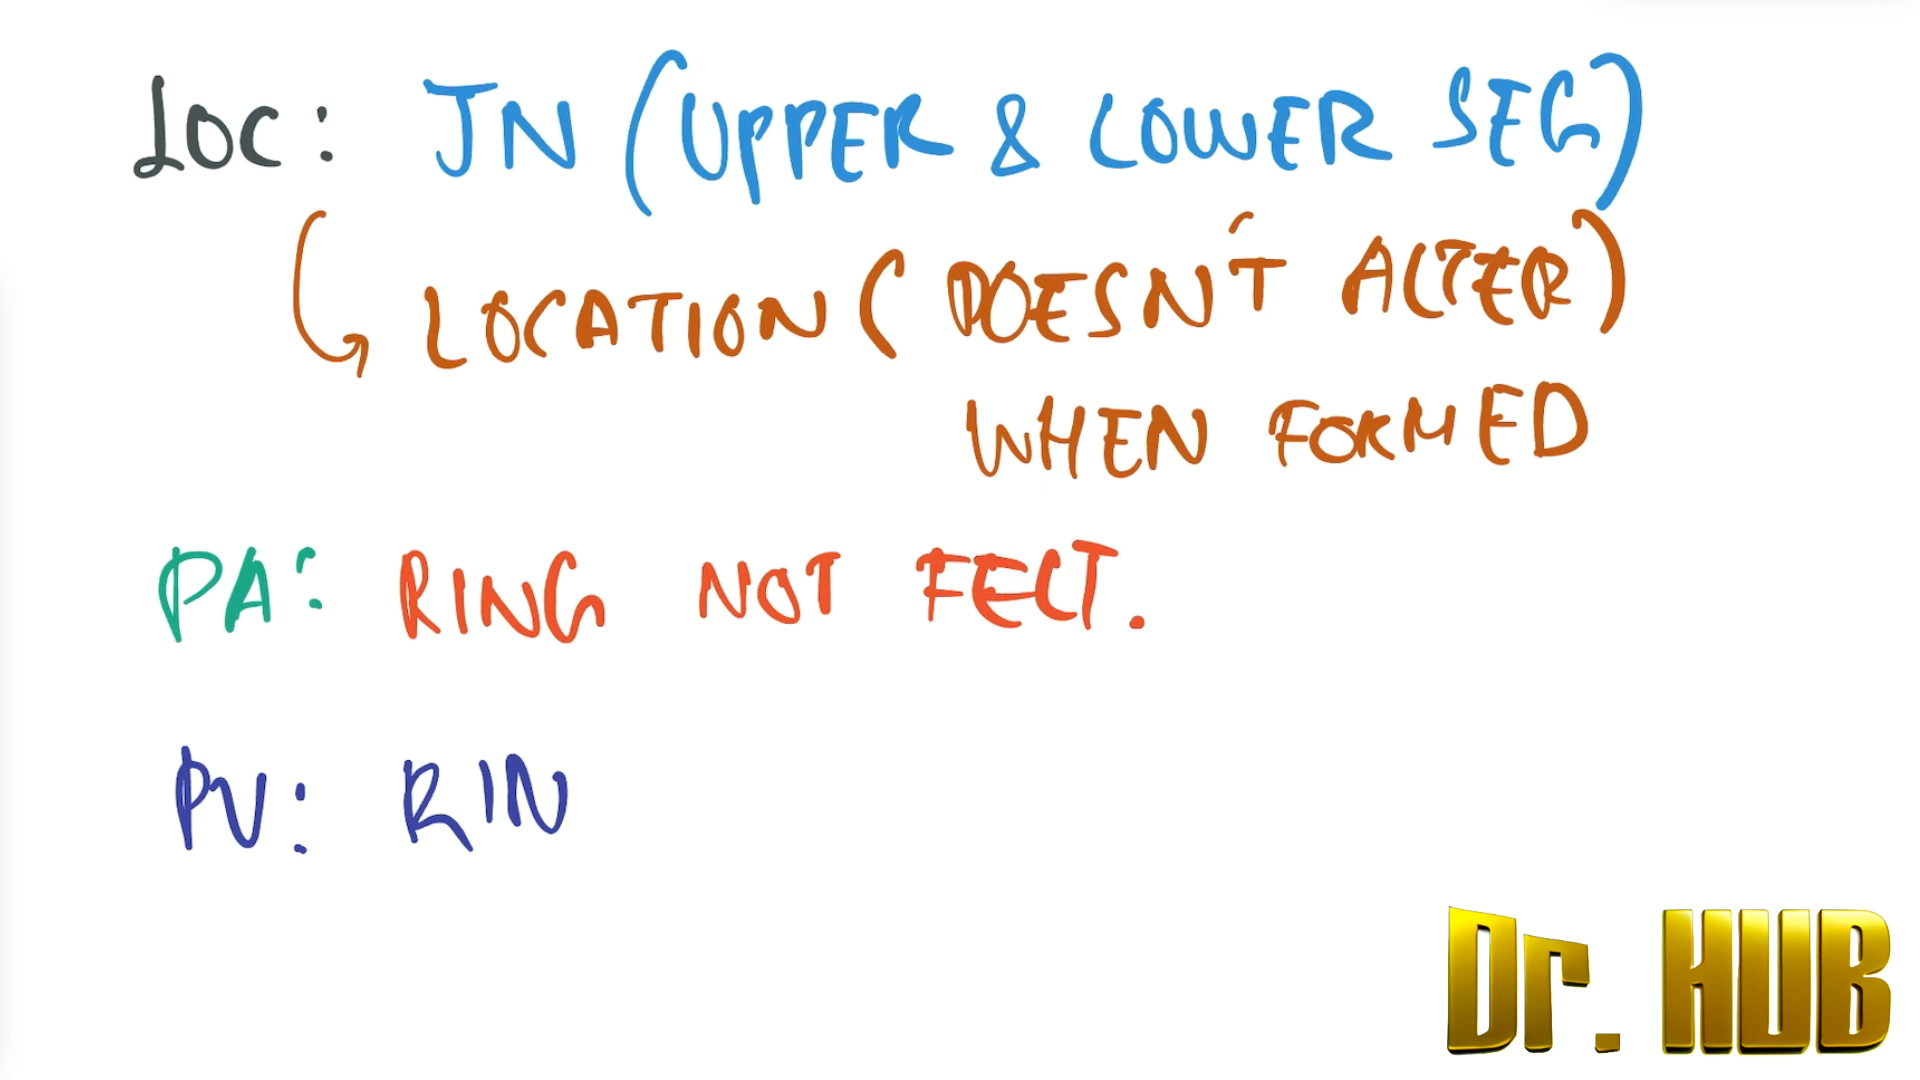 LOC: JN (UPPER & LOWER SEG)
LOCATION (DOESN'T ALTER)
WHEN FORMED
PA: RING NOT FELT.
PV: RIN
Dr. HUB